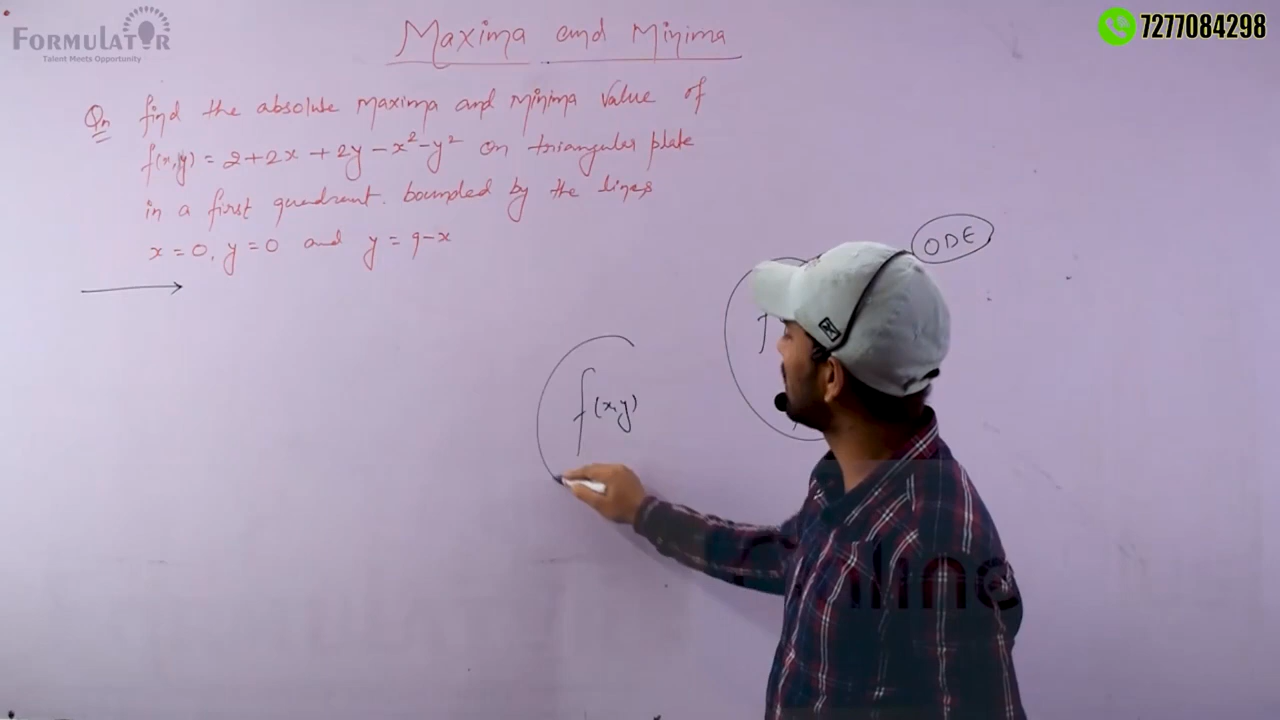 FORMULATOR
Talent Meets Opportunity
7277084298
Maxima and Minima
Qn find the absolute maxima and minima value of
f(x,y) = 2+2x+2y-x²-y² on triangular plate
in a first quadrant. bounded by the lines
x=0, y=0 and y=9-x
ODE
f
f(x,y)
Online